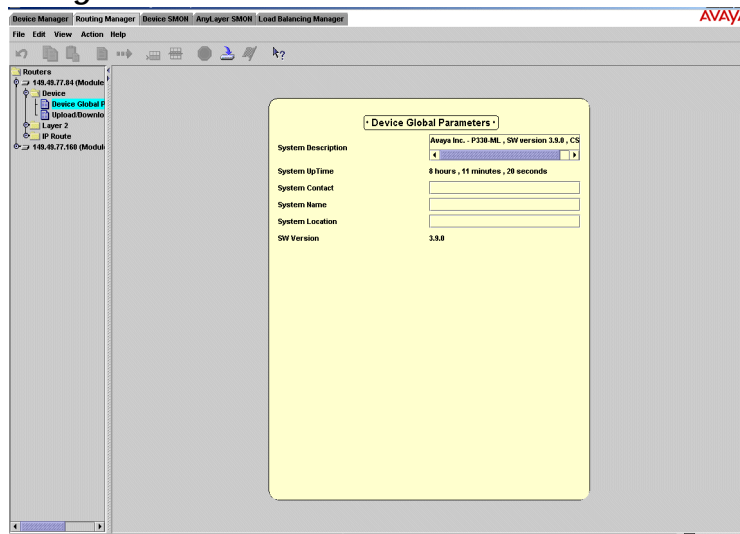 Device Manager Routing Manager Device SMON AnyLayer SMON Load Balancing Manager
AVAYA
File Edit View Action Help
Routers
149.49.77.84 (Module
Device
Device Global P
Upload/Downlo
Layer 2
IP Route
149.49.77.160 (Modul
• Device Global Parameters •
System Description Avaya Inc. - P330-ML , SW version 3.9.0 , CS
System UpTime 8 hours , 11 minutes , 20 seconds
System Contact
System Name
System Location
SW Version 3.9.0